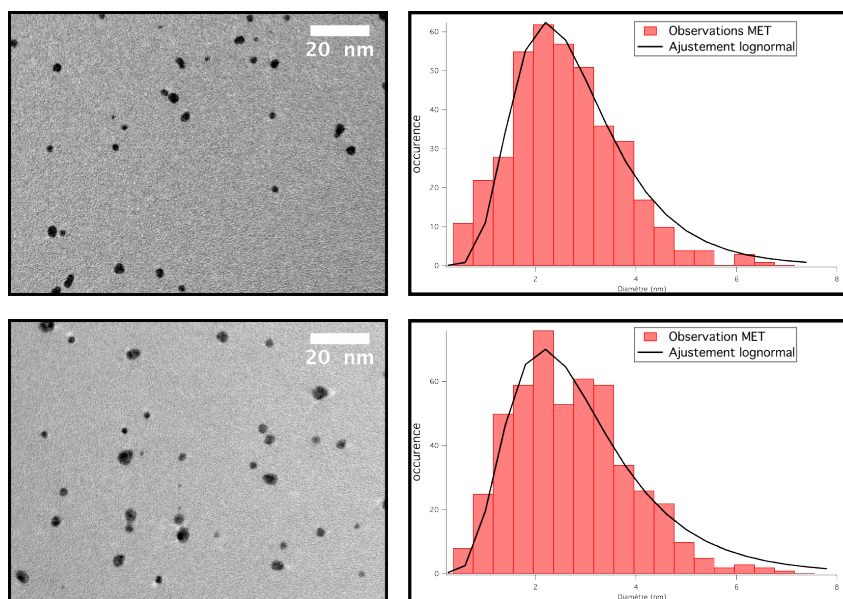 20 nm
Observations MET
Ajustement lognormal
occurence
60
50
40
30
20
10
0
2
4
6
8
Diamètre (nm)
20 nm
Observation MET
Ajustement lognormal
occurence
60
40
20
0
2
4
6
8
Diamètre (nm)